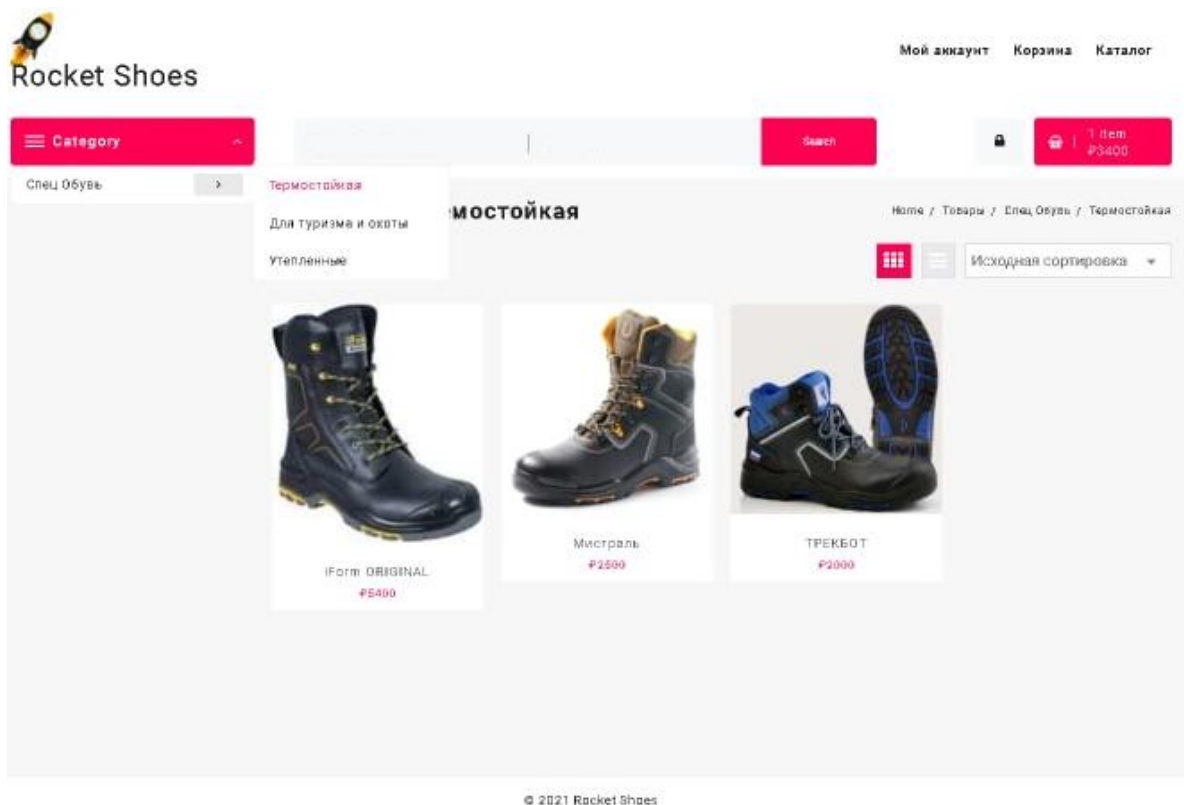 Rocket Shoes
Мой аккаунт Корзина Каталог
Category
Search
1 item
₽3400
Спец Обувь
Термостойкая
Для туризма и охоты
Утепленные
мостойкая
Home / Товары / Спец Обувь / Термостойкая
Исходная сортировка
iForm ORIGINAL
₽5400
Мистраль
₽2500
ТРЕКБОТ
₽2000
© 2021 Rocket Shoes